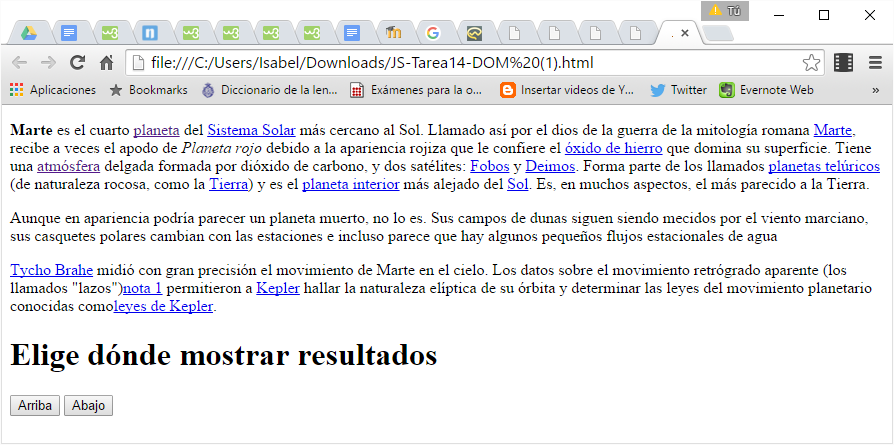 Tú
file:///C:/Users/Isabel/Downloads/JS-Tarea14-DOM%20(1).html
Aplicaciones Bookmarks Diccionario de la len... Exámenes para la o... Insertar videos de Y... Twitter Evernote Web »
Marte es el cuarto planeta del Sistema Solar más cercano al Sol. Llamado así por el dios de la guerra de la mitología romana Marte,
recibe a veces el apodo de Planeta rojo debido a la apariencia rojiza que le confiere el óxido de hierro que domina su superficie. Tiene
una atmósfera delgada formada por dióxido de carbono, y dos satélites: Fobos y Deimos. Forma parte de los llamados planetas telúricos
(de naturaleza rocosa, como la Tierra) y es el planeta interior más alejado del Sol. Es, en muchos aspectos, el más parecido a la Tierra.
Aunque en apariencia podría parecer un planeta muerto, no lo es. Sus campos de dunas siguen siendo mecidos por el viento marciano,
sus casquetes polares cambian con las estaciones e incluso parece que hay algunos pequeños flujos estacionales de agua
Tycho Brahe midió con gran precisión el movimiento de Marte en el cielo. Los datos sobre el movimiento retrógrado aparente (los
llamados "lazos")nota 1 permitieron a Kepler hallar la naturaleza elíptica de su órbita y determinar las leyes del movimiento planetario
conocidas comoleyes de Kepler.
Elige dónde mostrar resultados
Arriba Abajo